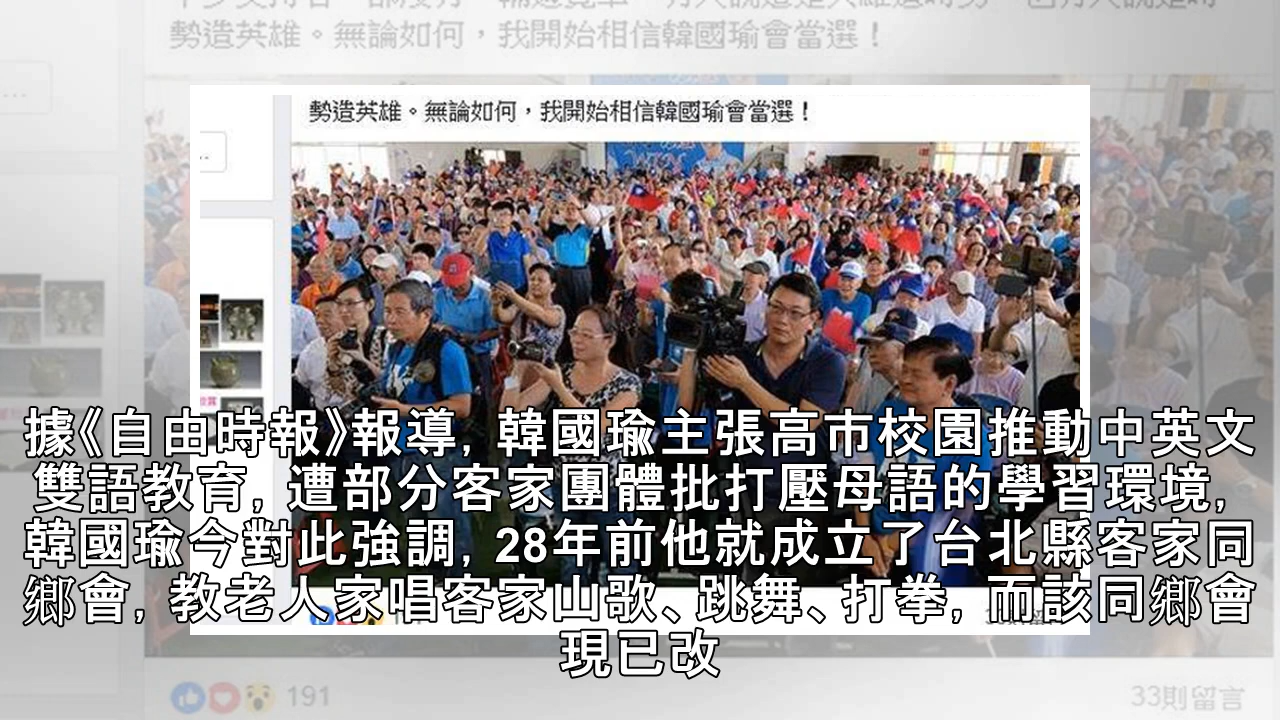 勢造英雄。無論如何，我開始相信韓國瑜會當選！
勢造英雄。無論如何，我開始相信韓國瑜會當選！
據《自由時報》報導, 韓國瑜主張高市校園推動中英文
雙語教育, 遭部分客家團體批打壓母語的學習環境,
韓國瑜今對此強調, 28年前他就成立了台北縣客家同
鄉會, 教老人家唱客家山歌、跳舞、打拳, 而該同鄉會
現已改
191
33則留言